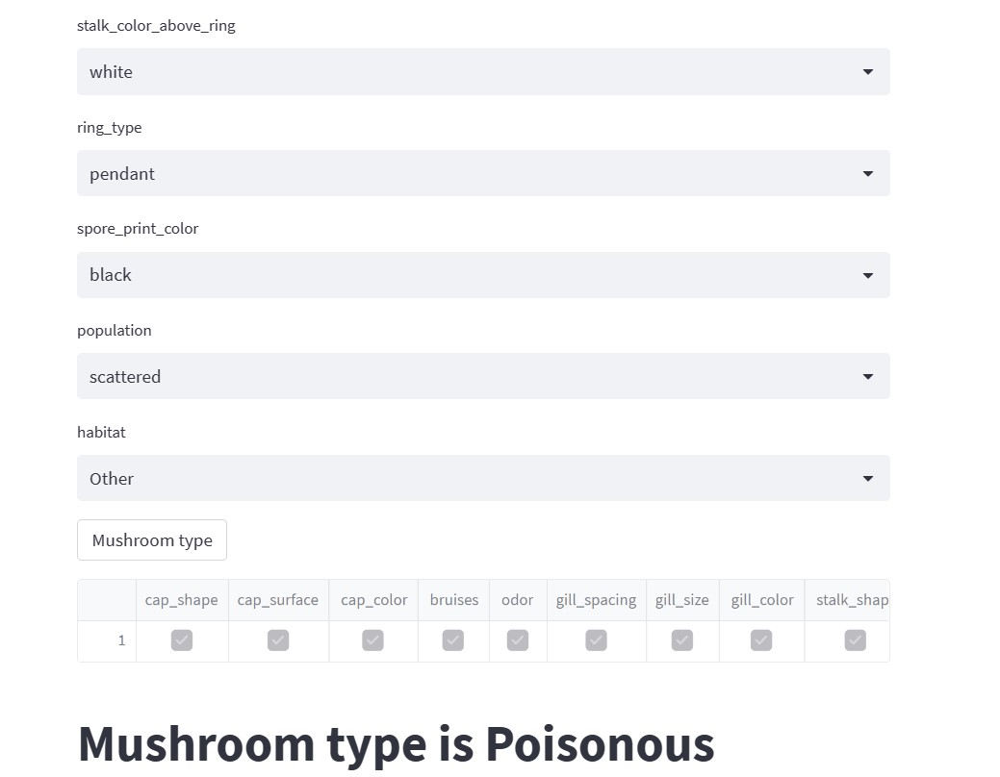 stalk_color_above_ring
white
ring_type
pendant
spore_print_color
black
population
scattered
habitat
Other
Mushroom type
cap_shape cap_surface cap_color bruises odor gill_spacing gill_size gill_color stalk_shap
1
Mushroom type is Poisonous